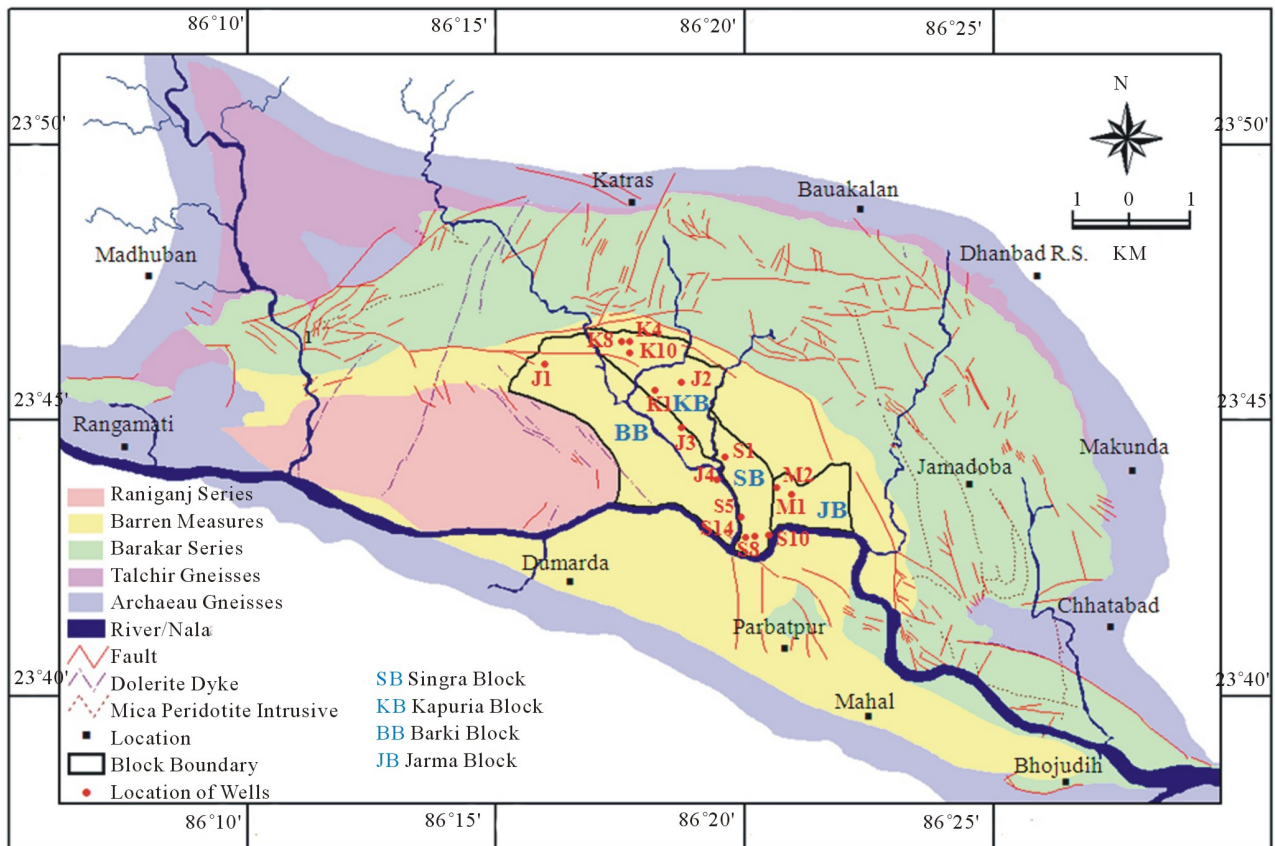 86°10' 86°15' 86°20' 86°25'
23°50' 23°50'
N
1 0 1
KM
Katras
Bauakalan
Madhuban
Dhanbad R.S.
1
K8 K4
K10
J1
J2
K1 KB
23°45' 23°45'
Rangamati
BB
J3
S1
Makunda
Jamadoba
J4
SB
M2
M1
JB
S5
S14
S8
S10
Raniganj Series
Barren Measures
Barakar Series
Talchir Gneisses
Archaeau Gneisses
River/Nala
Fault
Dolerite Dyke
Mica Peridotite Intrusive
Location
Block Boundary
Location of Wells
Dumarda
Chhatabad
Parbatpur
SB Singra Block
KB Kapuria Block
BB Barki Block
JB Jarma Block
23°40' 23°40'
Mahal
Bhojudih
86°10' 86°15' 86°20' 86°25'